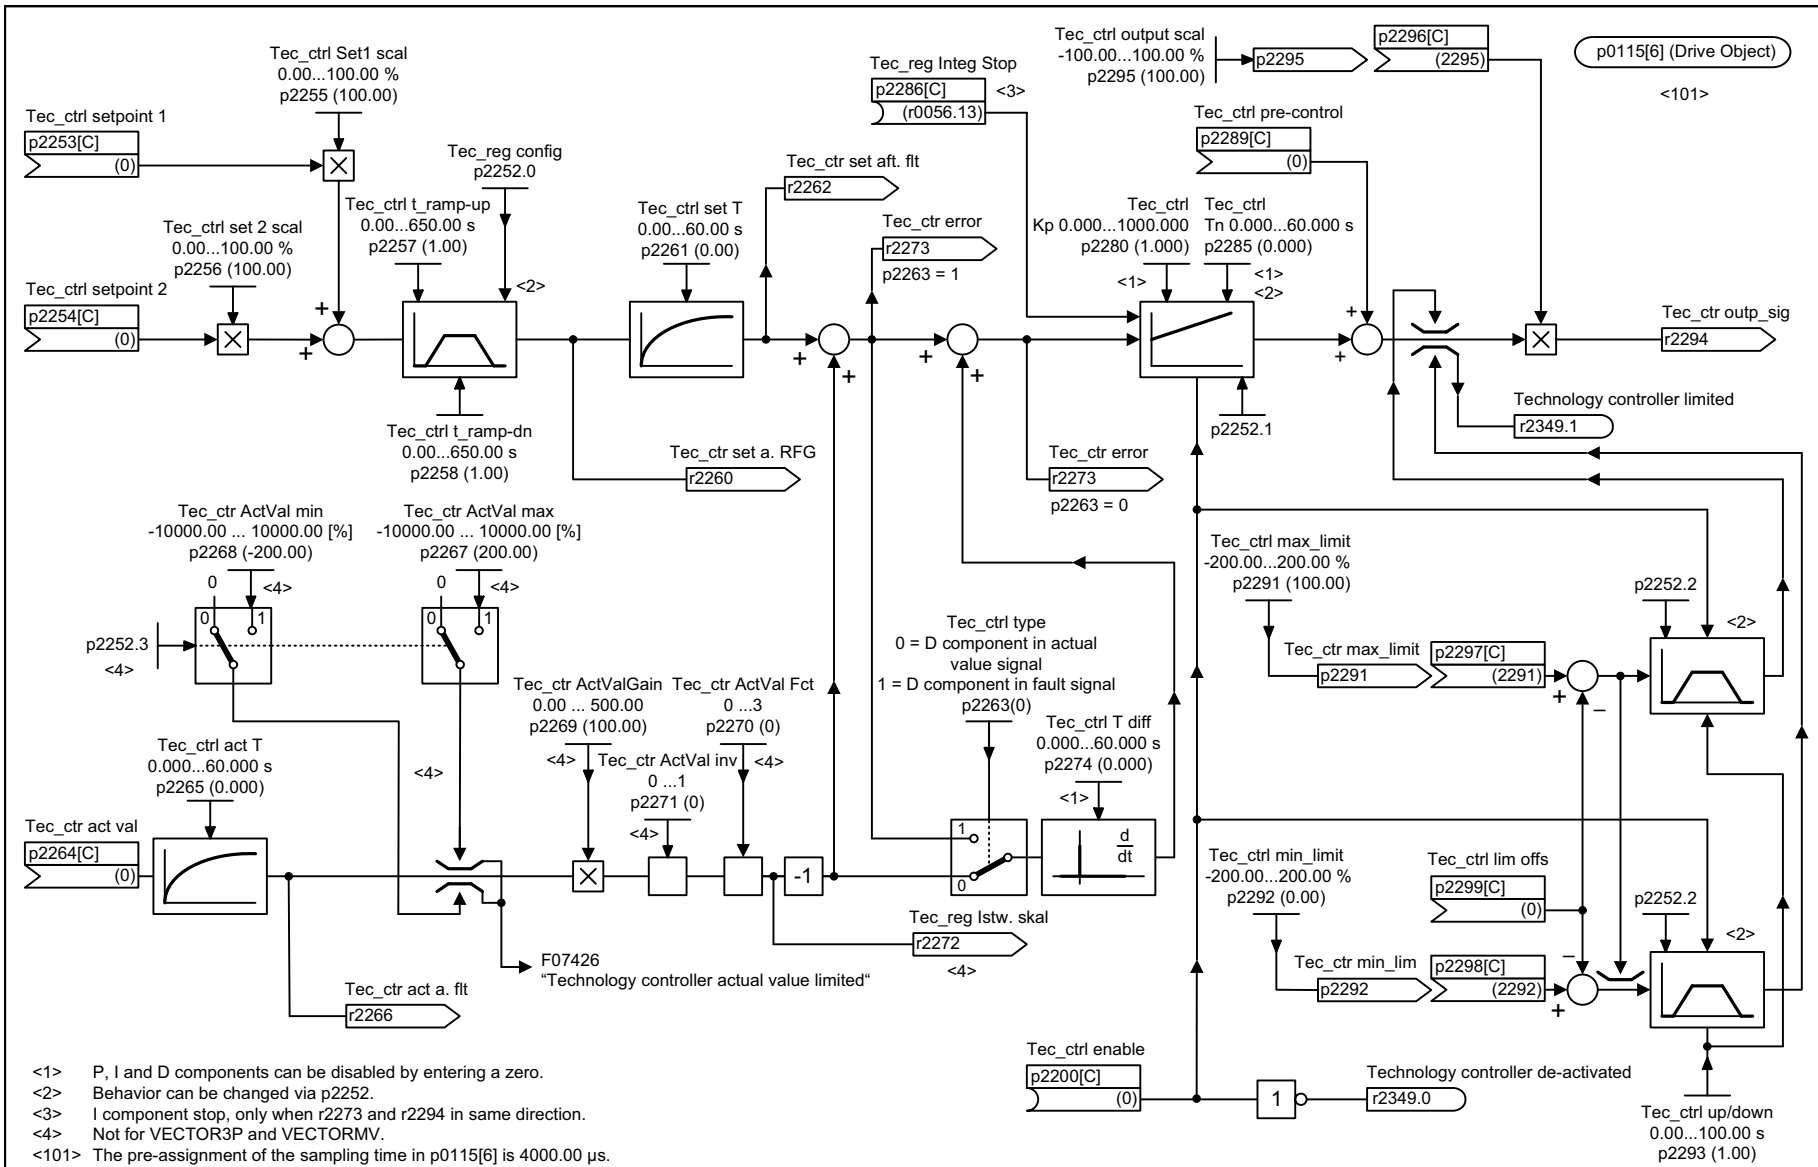 Tec_ctrl Set1 scal
0.00...100.00 %
p2255 (100.00)
Tec_ctrl setpoint 1
p2253[C]
(0)
Tec_ctrl set 2 scal
0.00...100.00 %
p2256 (100.00)
Tec_ctrl setpoint 2
p2254[C]
(0)
+
+
Tec_ctrl t_ramp-up
0.00...650.00 s
p2257 (1.00)
Tec_reg config
p2252.0
<2>
Tec_ctrl t_ramp-dn
0.00...650.00 s
p2258 (1.00)
Tec_ctrl set T
0.00...60.00 s
p2261 (0.00)
Tec_ctr set aft. flt
r2262
Tec_ctr set a. RFG
r2260
+
+
Tec_reg Integ Stop
p2286[C]
<3>
(r0056.13)
Tec_ctr error
r2273
p2263 = 1
+
+
Tec_ctr error
r2273
p2263 = 0
Tec_ctrl
Kp 0.000...1000.000
p2280 (1.000)
<1>
Tec_ctrl
Tn 0.000...60.000 s
p2285 (0.000)
<1>
<2>
p2252.1
Tec_ctrl output scal
-100.00...100.00 %
p2295 (100.00)
p2295
p2296[C]
(2295)
Tec_ctrl pre-control
p2289[C]
(0)
+
+
p0115[6] (Drive Object)
<101>
Tec_ctr outp_sig
r2294
Technology controller limited
r2349.1
Tec_ctr ActVal min
-10000.00 ... 10000.00 [%]
p2268 (-200.00)
0
<4>
0
1
Tec_ctr ActVal max
-10000.00 ... 10000.00 [%]
p2267 (200.00)
0
<4>
0
1
p2252.3
<4>
<4>
Tec_ctrl act T
0.000...60.000 s
p2265 (0.000)
Tec_ctr act val
p2264[C]
(0)
Tec_ctr ActValGain
0.00 ... 500.00
p2269 (100.00)
<4>
Tec_ctr ActVal Fct
0 ...3
p2270 (0)
<4>
Tec_ctr ActVal inv
0 ...1
p2271 (0)
<4>
-1
Tec_ctrl type
0 = D component in actual
value signal
1 = D component in fault signal
p2263(0)
1
0
Tec_ctrl T diff
0.000...60.000 s
p2274 (0.000)
<1>
d
dt
Tec_reg Istw. skal
r2272
<4>
F07426
“Technology controller actual value limited“
Tec_ctr act a. flt
r2266
Tec_ctrl max_limit
-200.00...200.00 %
p2291 (100.00)
Tec_ctr max_limit
p2291
p2297[C]
(2291)
+
–
p2252.2
<2>
Tec_ctrl min_limit
-200.00...200.00 %
p2292 (0.00)
Tec_ctrl lim offs
p2299[C]
(0)
Tec_ctr min_lim
p2292
p2298[C]
(2292)
–
+
p2252.2
<2>
Tec_ctrl enable
p2200[C]
(0)
1
Technology controller de-activated
r2349.0
Tec_ctrl up/down
0.00...100.00 s
p2293 (1.00)
<1> P, I and D components can be disabled by entering a zero.
<2> Behavior can be changed via p2252.
<3> I component stop, only when r2273 and r2294 in same direction.
<4> Not for VECTOR3P and VECTORMV.
<101> The pre-assignment of the sampling time in p0115[6] is 4000.00 µs.